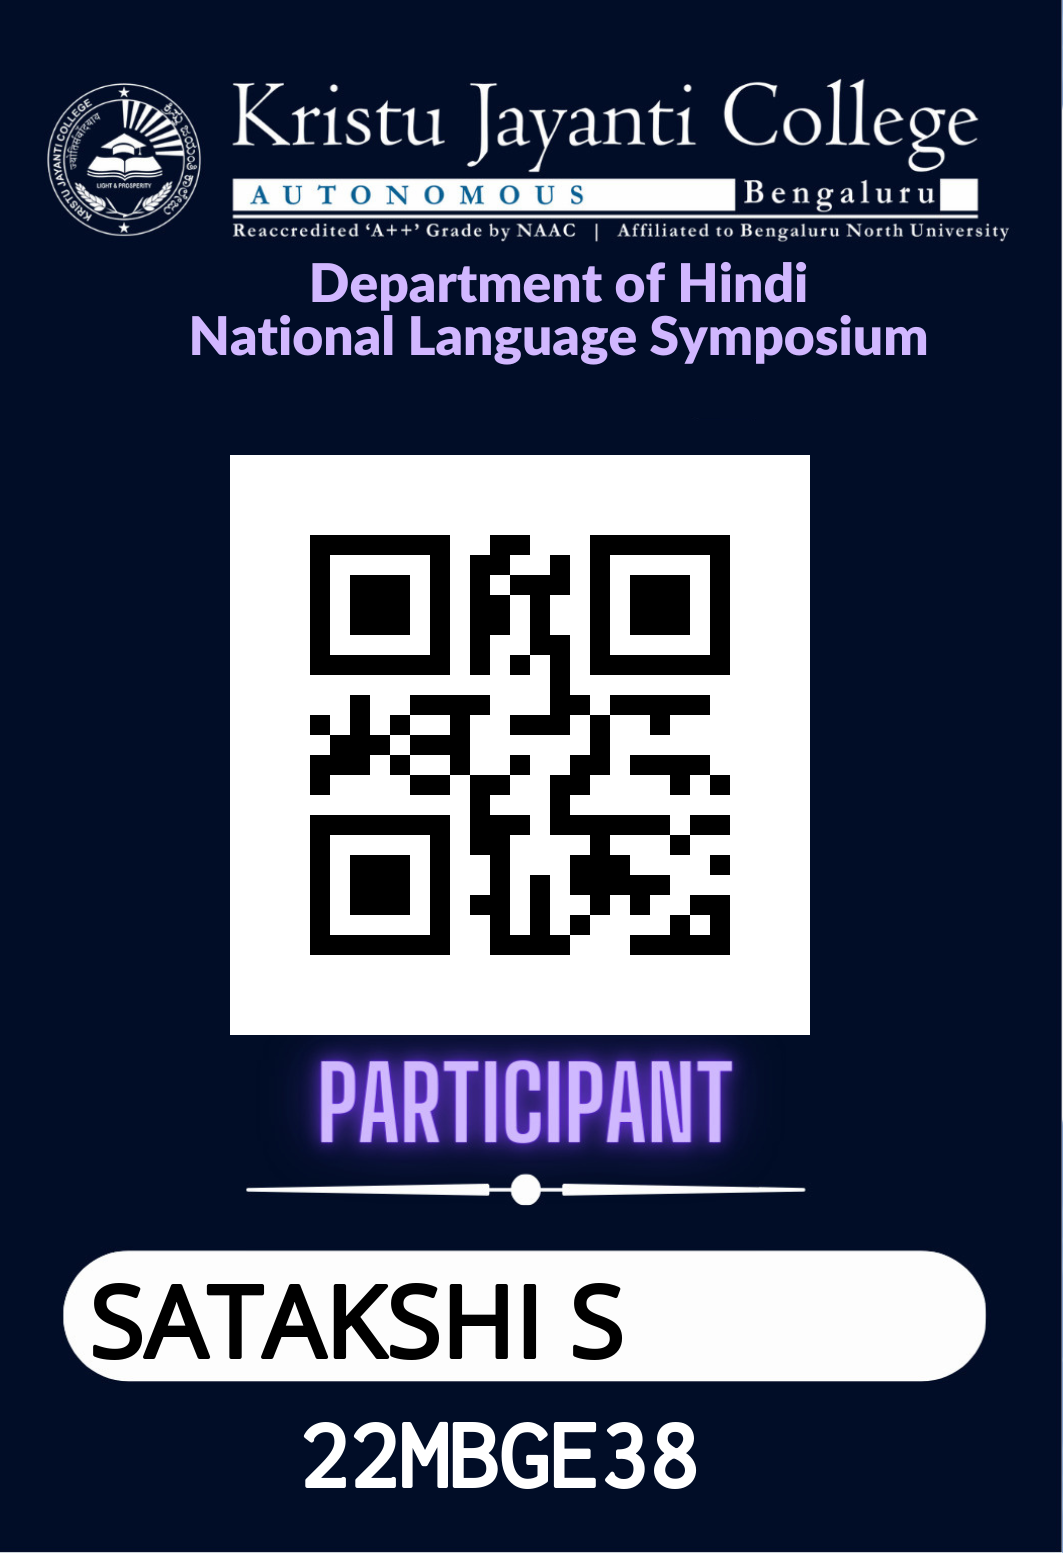 KRISTU JAYANTI COLLEGE
LIGHT & PROSPERITY
Kristu Jayanti College
AUTONOMOUS Bengaluru
Reaccredited ‘A++’ Grade by NAAC | Affiliated to Bengaluru North University
Department of Hindi
National Language Symposium
PARTICIPANT
SATAKSHI S
22MBGE38